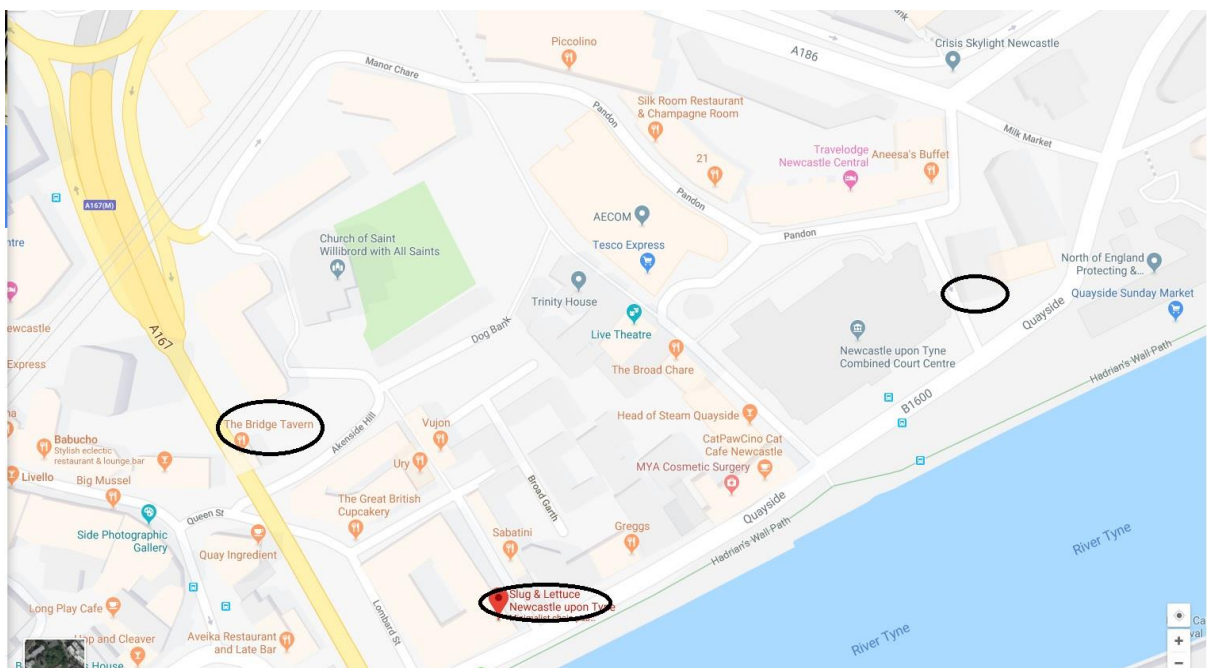 Piccolino
Crisis Skylight Newcastle
A186
Manor Chare
Pandon
Silk Room Restaurant
& Champagne Room
Milk Market
Travelodge
Newcastle Central
Aneesa's Buffet
21
Pandon
A167(M)
AECOM
Tesco Express
Pandon
Church of Saint
Willibrord with All Saints
North of England
Protecting &...
Quayside Sunday Market
Trinity House
Quayside
Dog Bank
Live Theatre
A167
Newcastle upon Tyne
Combined Court Centre
Hadrian's Wall Path
The Broad Chare
B1600
The Bridge Tavern
Vujon
Head of Steam Quayside
Akenside Hill
Babucho
Stylish eclectic
restaurant & lounge bar
CatPawCino Cat
Cafe Newcastle
Ury
MYA Cosmetic Surgery
Livello
Big Mussel
Broad Garth
The Great British
Cupcakery
Quayside
Queen St
Side Photographic
Gallery
Sabatini
Greggs
Hadrian's Wall Path
River Tyne
Quay Ingredient
Slug & Lettuce
Newcastle upon Tyne
Long Play Cafe
Lombard St
Hop and Cleaver
Aveika Restaurant
and Late Bar
River Tyne